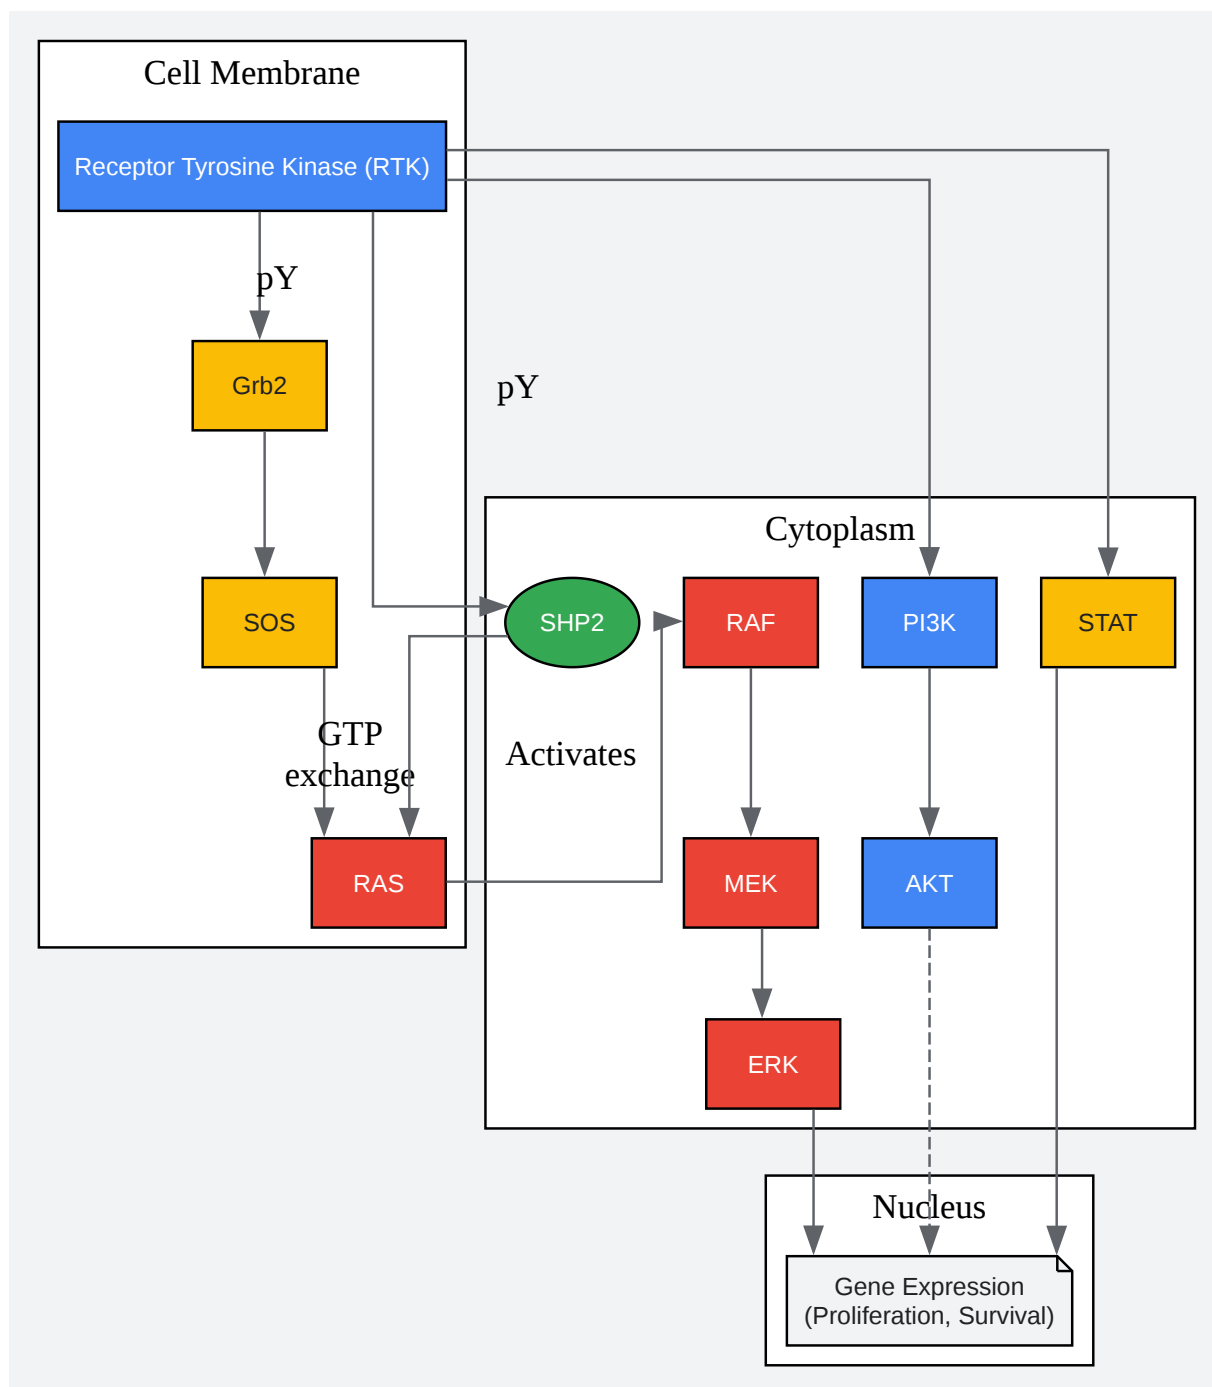 Cell Membrane
Receptor Tyrosine Kinase (RTK)
pY
Grb2
pY
Cytoplasm
SOS
SHP2
RAF
PI3K
STAT
GTP
exchange
Activates
RAS
MEK
AKT
ERK
Nucleus
Gene Expression
(Proliferation, Survival)